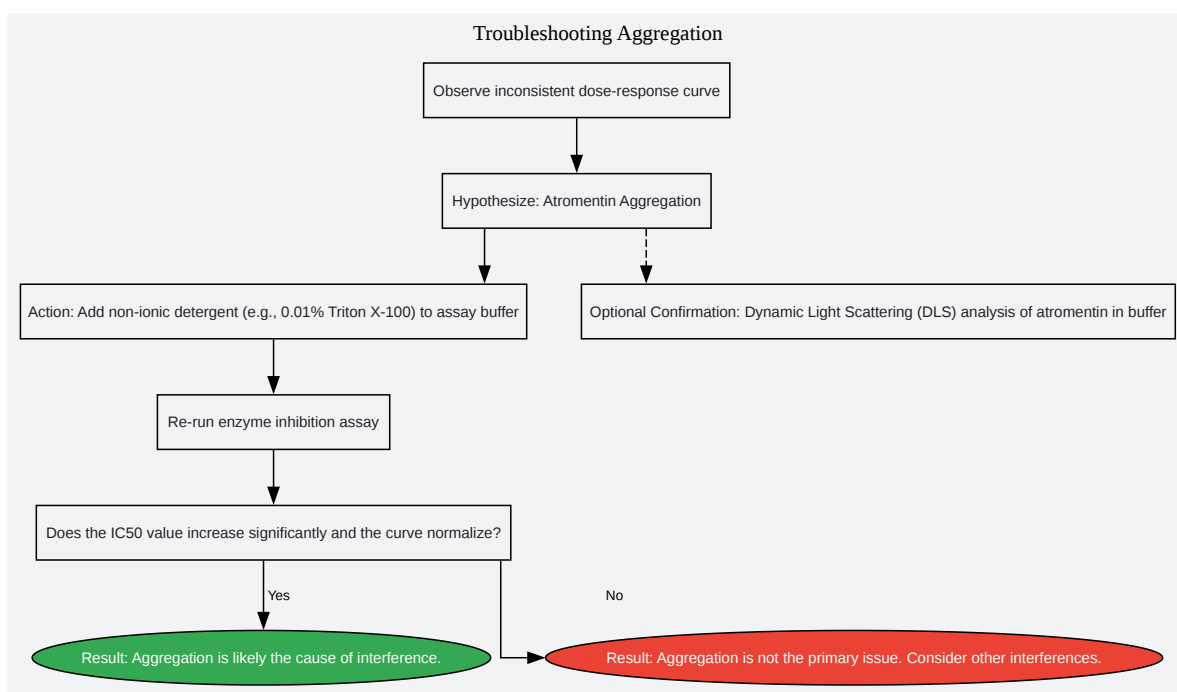 Troubleshooting Aggregation
Observe inconsistent dose-response curve
Hypothesize: Atromentin Aggregation
Action: Add non-ionic detergent (e.g., 0.01% Triton X-100) to assay buffer
Optional Confirmation: Dynamic Light Scattering (DLS) analysis of atromentin in buffer
Re-run enzyme inhibition assay
Does the IC50 value increase significantly and the curve normalize?
Yes
No
Result: Aggregation is likely the cause of interference.
Result: Aggregation is not the primary issue. Consider other interferences.